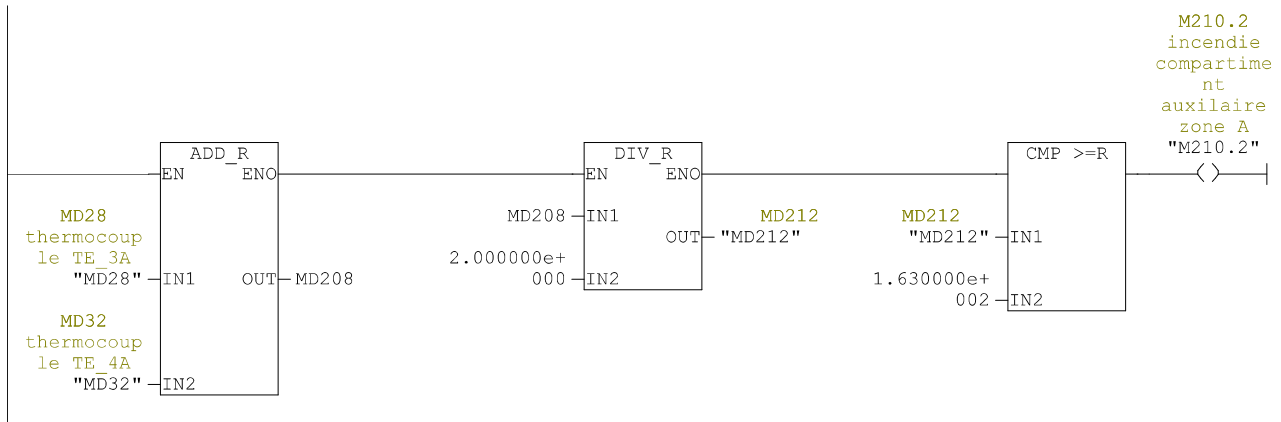 M210.2
incendie
compartime
nt
auxilaire
zone A
"M210.2"
ADD_R
EN
ENO
MD28
thermocoup
le TE_3A
"MD28"
IN1
OUT
MD208
MD32
thermocoup
le TE_4A
"MD32"
IN2
DIV_R
EN
ENO
MD208
IN1
MD212
OUT
"MD212"
2.000000e+
000
IN2
CMP >=R
MD212
"MD212"
IN1
1.630000e+
002
IN2